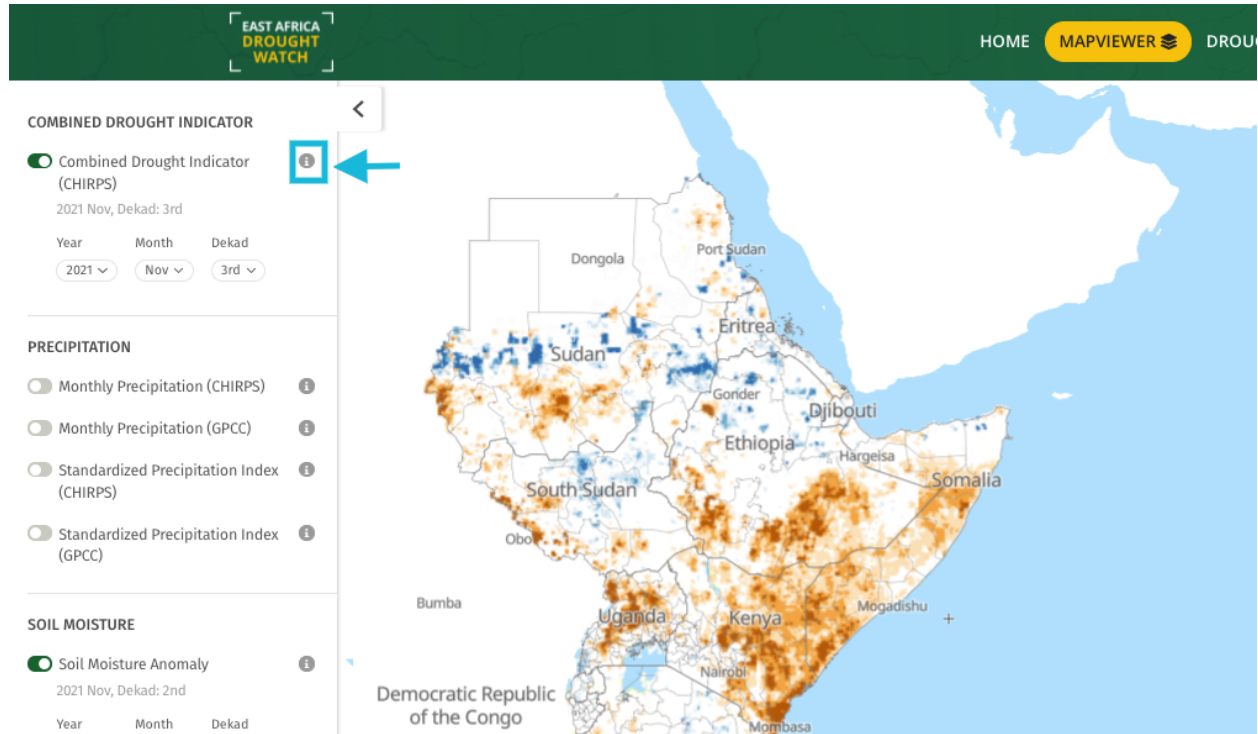 EAST AFRICA
DROUGHT
WATCH
HOME
MAPVIEWER
COMBINED DROUGHT INDICATOR
Combined Drought Indicator
(CHIRPS)
2021 Nov, Dekad: 3rd
Year Month Dekad
2021 Nov 3rd
PRECIPITATION
Monthly Precipitation (CHIRPS)
Monthly Precipitation (GPCC)
Standardized Precipitation Index
(CHIRPS)
Standardized Precipitation Index
(GPCC)
SOIL MOISTURE
Soil Moisture Anomaly
2021 Nov, Dekad: 2nd
Year Month Dekad
Port Sudan
Dongola
Eritrea
Sudan
Gonder
Djibouti
Ethiopia
Hargeisa
Somalia
South Sudan
Obo
Bumba
Mogadishu
Uganda
Kenya
Nairobi
Democratic Republic
of the Congo
Mombasa